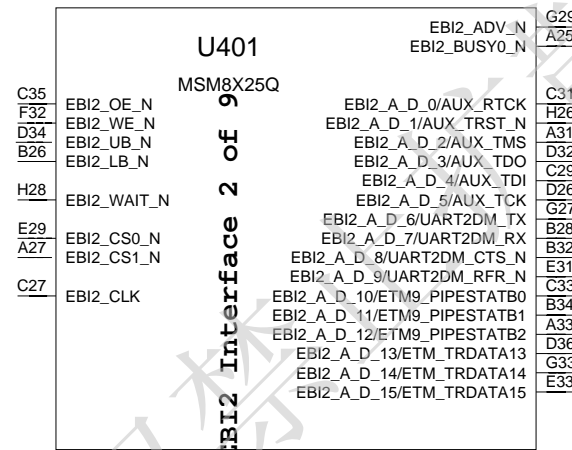 U401
MSM8X25Q
EBI2 Interface 2 of 9
C35 EBI2_OE_N
F32 EBI2_WE_N
D34 EBI2_UB_N
B26 EBI2_LB_N
H28 EBI2_WAIT_N
E29 EBI2_CS0_N
A27 EBI2_CS1_N
C27 EBI2_CLK
EBI2_ADV_N G29
EBI2_BUSY0_N A25
EBI2_A_D_0/AUX_RTCK C31
EBI2_A_D_1/AUX_TRST_N H26
EBI2_A_D_2/AUX_TMS A31
EBI2_A_D_3/AUX_TDO D32
EBI2_A_D_4/AUX_TDI C29
EBI2_A_D_5/AUX_TCK D26
EBI2_A_D_6/UART2DM_TX G27
EBI2_A_D_7/UART2DM_RX B28
EBI2_A_D_8/UART2DM_CTS_N B32
EBI2_A_D_9/UART2DM_RFR_N E31
EBI2_A_D_10/ETM9_PIPESTATB0 C33
EBI2_A_D_11/ETM9_PIPESTATB1 B34
EBI2_A_D_12/ETM9_PIPESTATB2 A33
EBI2_A_D_13/ETM_TRDATA13 D36
EBI2_A_D_14/ETM_TRDATA14 G33
EBI2_A_D_15/ETM_TRDATA15 E33
禁止